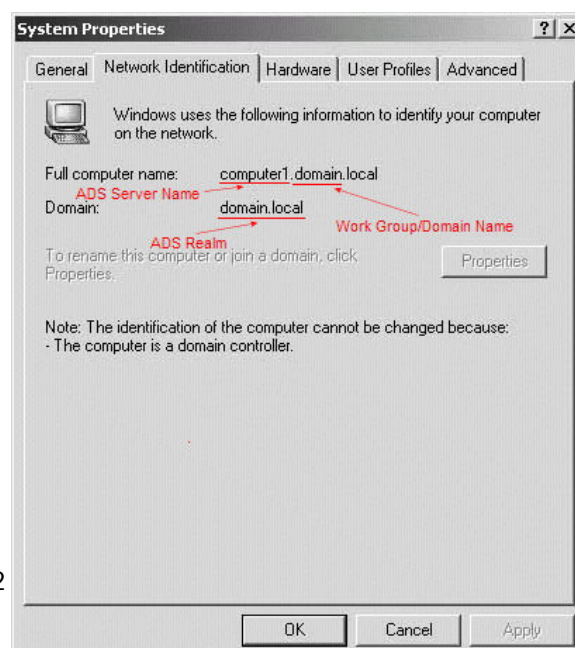 System Properties
? X
General Network Identification Hardware User Profiles Advanced
Windows uses the following information to identify your computer
on the network.
Full computer name: computer1.domain.local
ADS Server Name
Domain: domain.local
Work Group/Domain Name
ADS Realm
To rename this computer or join a domain, click
Properties.
Properties
Note: The identification of the computer cannot be changed because:
- The computer is a domain controller.
2
OK Cancel Apply